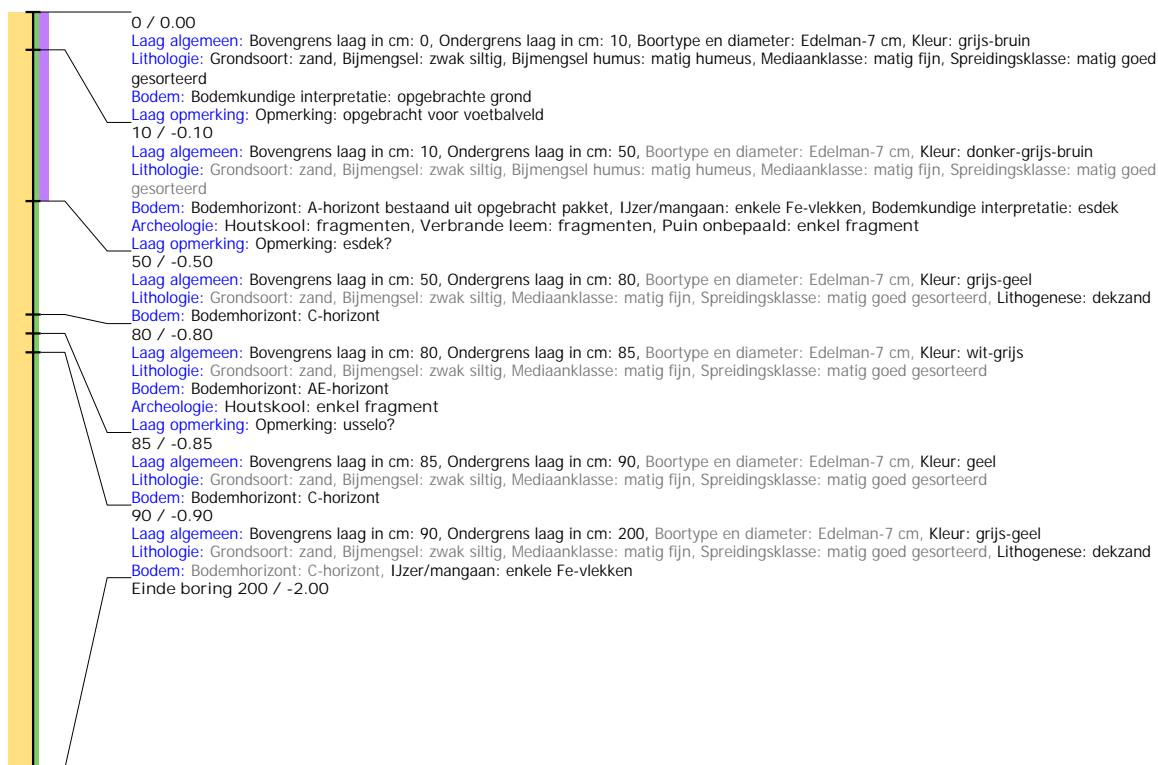 0 / 0.00
Laag algemeen: Bovengrens laag in cm: 0, Ondergrens laag in cm: 10, Boortype en diameter: Edelman-7 cm, Kleur: grijs-bruin
Lithologie: Grondsoort: zand, Bijmengsel: zwak siltig, Bijmengsel humus: matig humeus, Mediaanklasse: matig fijn, Spreidingsklasse: matig goed
gesorteerd
Bodem: Bodemkundige interpretatie: opgebrachte grond
Laag opmerking: Opmerking: opgebracht voor voetbalveld
10 / -0.10
Laag algemeen: Bovengrens laag in cm: 10, Ondergrens laag in cm: 50, Boortype en diameter: Edelman-7 cm, Kleur: donker-grijs-bruin
Lithologie: Grondsoort: zand, Bijmengsel: zwak siltig, Bijmengsel humus: matig humeus, Mediaanklasse: matig fijn, Spreidingsklasse: matig goed
gesorteerd
Bodem: Bodemhorizont: A-horizont bestaand uit opgebracht pakket, IJzer/mangaan: enkele Fe-vlekken, Bodemkundige interpretatie: esdek
Archeologie: Houtskool: fragmenten, Verbrande leem: fragmenten, Puin onbepaald: enkel fragment
Laag opmerking: Opmerking: esdek?
50 / -0.50
Laag algemeen: Bovengrens laag in cm: 50, Ondergrens laag in cm: 80, Boortype en diameter: Edelman-7 cm, Kleur: grijs-geel
Lithologie: Grondsoort: zand, Bijmengsel: zwak siltig, Mediaanklasse: matig fijn, Spreidingsklasse: matig goed gesorteerd, Lithogenese: dekzand
Bodem: Bodemhorizont: C-horizont
80 / -0.80
Laag algemeen: Bovengrens laag in cm: 80, Ondergrens laag in cm: 85, Boortype en diameter: Edelman-7 cm, Kleur: wit-grijs
Lithologie: Grondsoort: zand, Bijmengsel: zwak siltig, Mediaanklasse: matig fijn, Spreidingsklasse: matig goed gesorteerd
Bodem: Bodemhorizont: AE-horizont
Archeologie: Houtskool: enkel fragment
Laag opmerking: Opmerking: usselo?
85 / -0.85
Laag algemeen: Bovengrens laag in cm: 85, Ondergrens laag in cm: 90, Boortype en diameter: Edelman-7 cm, Kleur: geel
Lithologie: Grondsoort: zand, Bijmengsel: zwak siltig, Mediaanklasse: matig fijn, Spreidingsklasse: matig goed gesorteerd
Bodem: Bodemhorizont: C-horizont
90 / -0.90
Laag algemeen: Bovengrens laag in cm: 90, Ondergrens laag in cm: 200, Boortype en diameter: Edelman-7 cm, Kleur: grijs-geel
Lithologie: Grondsoort: zand, Bijmengsel: zwak siltig, Mediaanklasse: matig fijn, Spreidingsklasse: matig goed gesorteerd, Lithogenese: dekzand
Bodem: Bodemhorizont: C-horizont, IJzer/mangaan: enkele Fe-vlekken
Einde boring 200 / -2.00